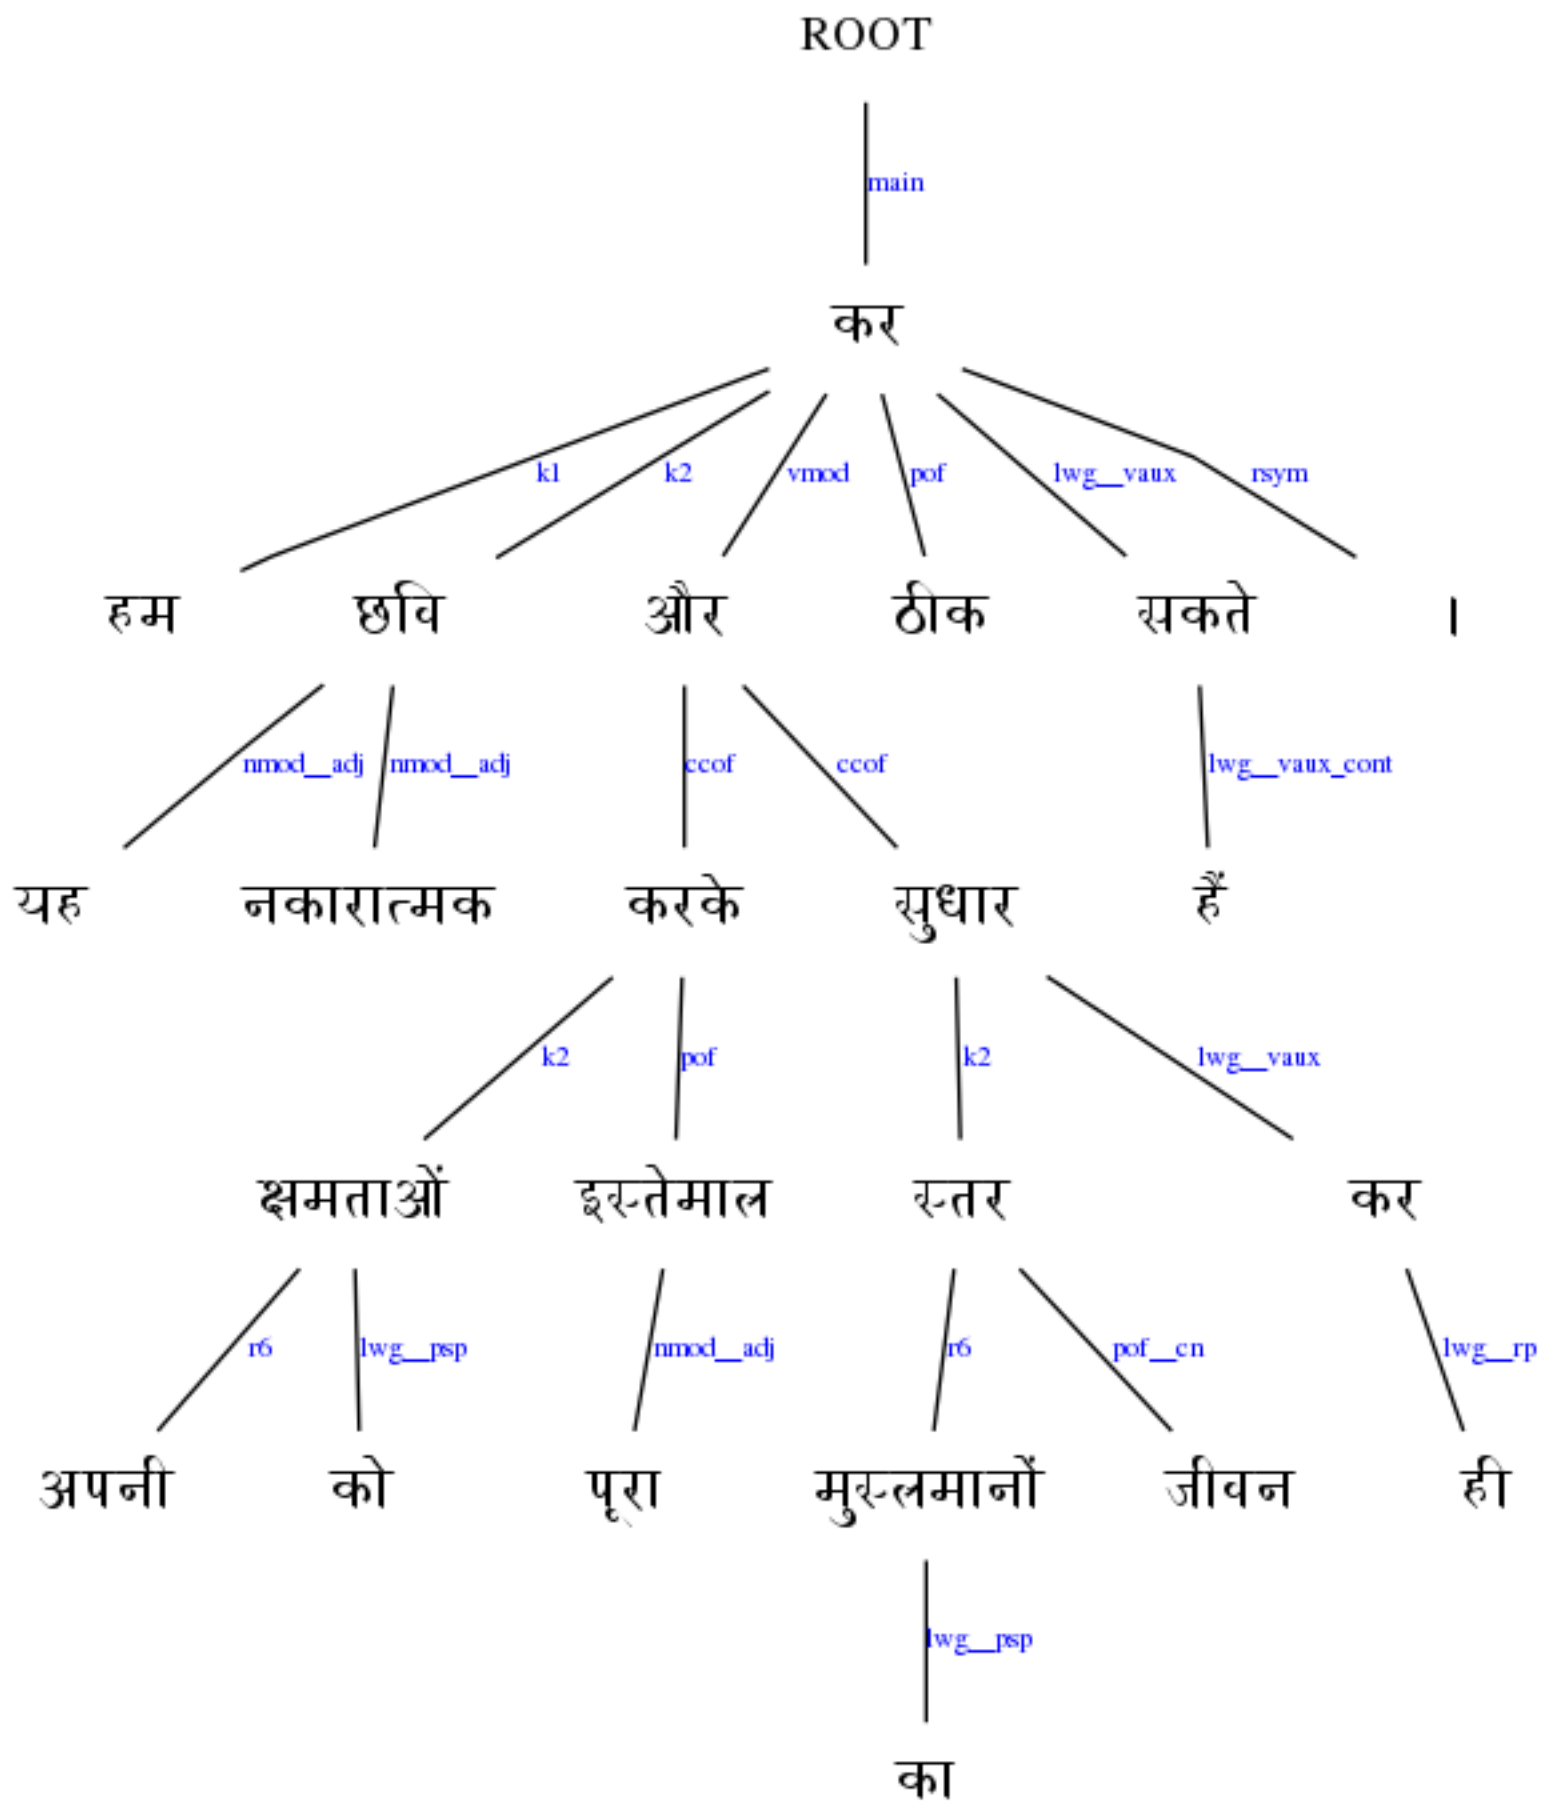 ROOT
main
कर
k1 k2 vmod pof lwg__vaux rsym
हम छवि और ठीक सकते ।
nmod__adj nmod__adj ccof ccof lwg__vaux_cont
यह नकारात्मक करके सुधार हैं
k2 pof k2 lwg__vaux
क्षमताओं इस्तेमाल स्तर कर
r6 lwg__psp nmod__adj r6 pof__cn lwg__rp
अपनी को पूरा मुस्लमानों जीवन ही
lwg__psp
का